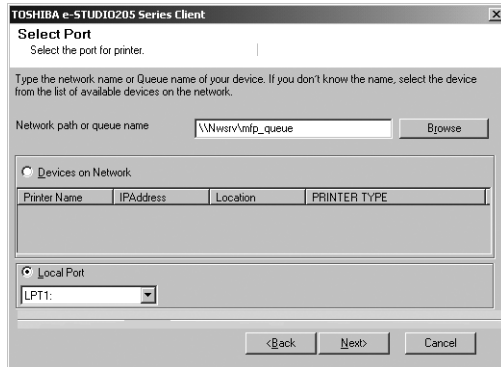 TOSHIBA e-STUDIO205 Series Client
Select Port
Select the port for printer.
Type the network name or Queue name of your device. If you don't know the name, select the device
from the list of available devices on the network.
Network path or queue name \\Nwsrv\mfp_queue Browse
Devices on Network
Printer Name IPAddress Location PRINTER TYPE
Local Port
LPT1:
<Back Next> Cancel